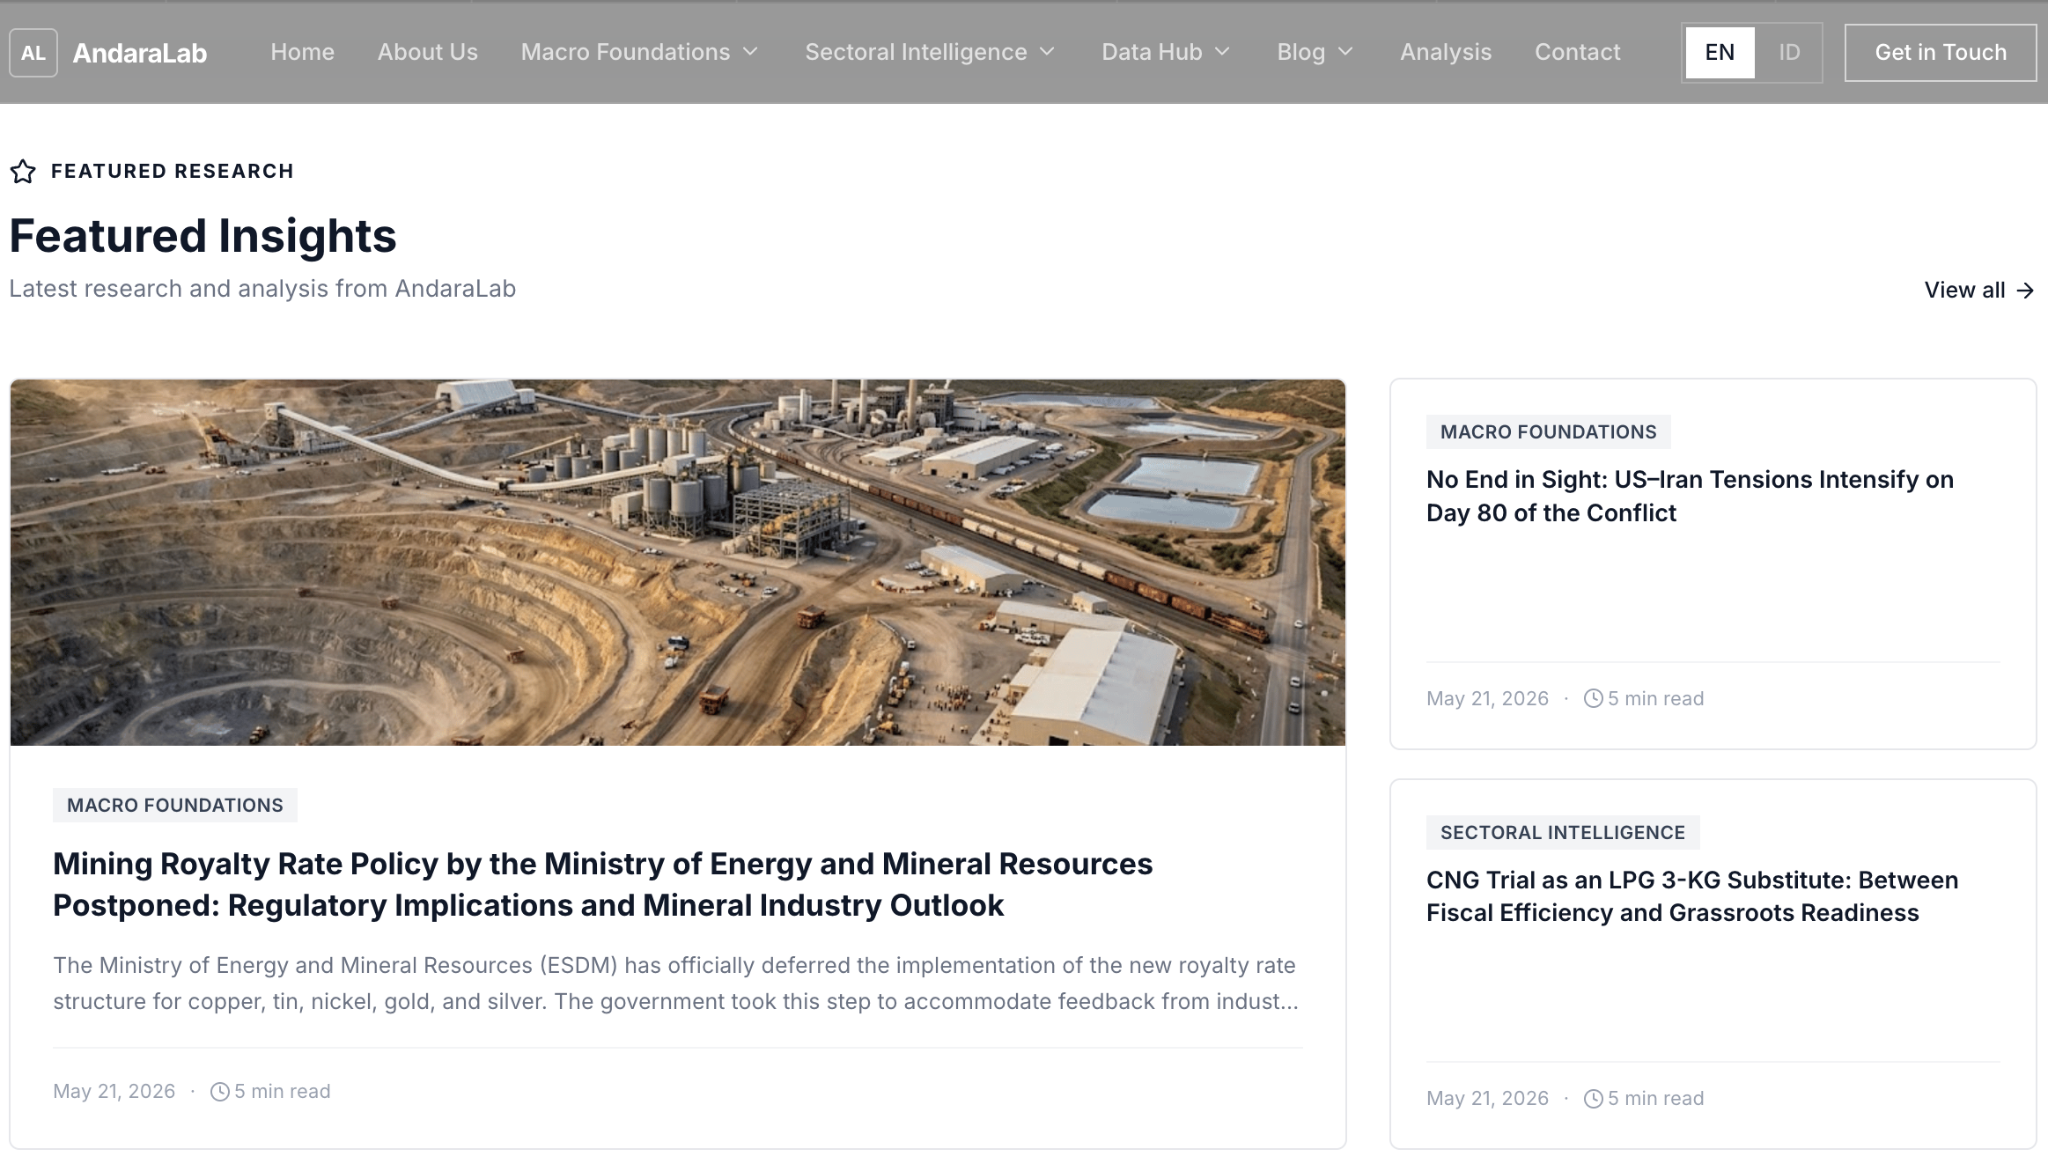 AL AndaraLab Home About Us Macro Foundations Sectoral Intelligence Data Hub Blog Analysis Contact EN ID Get in Touch
FEATURED RESEARCH
Featured Insights
Latest research and analysis from AndaraLab
View all →
MACRO FOUNDATIONS
Mining Royalty Rate Policy by the Ministry of Energy and Mineral Resources
Postponed: Regulatory Implications and Mineral Industry Outlook
The Ministry of Energy and Mineral Resources (ESDM) has officially deferred the implementation of the new royalty rate
structure for copper, tin, nickel, gold, and silver. The government took this step to accommodate feedback from indust...
May 21, 2026 · 5 min read
MACRO FOUNDATIONS
No End in Sight: US–Iran Tensions Intensify on
Day 80 of the Conflict
May 21, 2026 · 5 min read
SECTORAL INTELLIGENCE
CNG Trial as an LPG 3-KG Substitute: Between
Fiscal Efficiency and Grassroots Readiness
May 21, 2026 · 5 min read